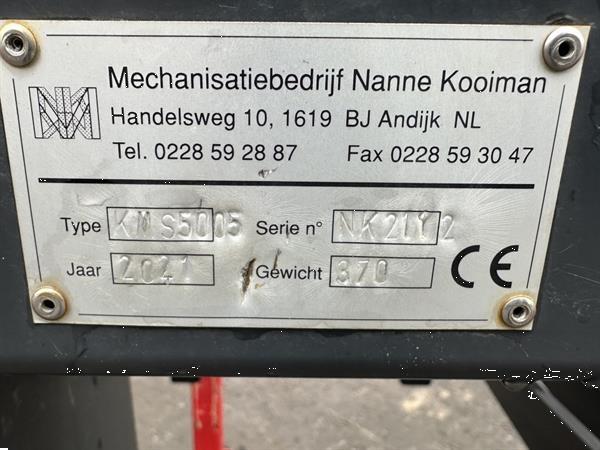 Mechanisatiebedrijf Nanne Kooiman
Handelsweg 10, 1619 BJ Andijk NL
Tel. 0228 59 28 87 Fax 0228 59 30 47
Type KMS5005 Serie n° NK21112
Jaar 2021 Gewicht 370 CE